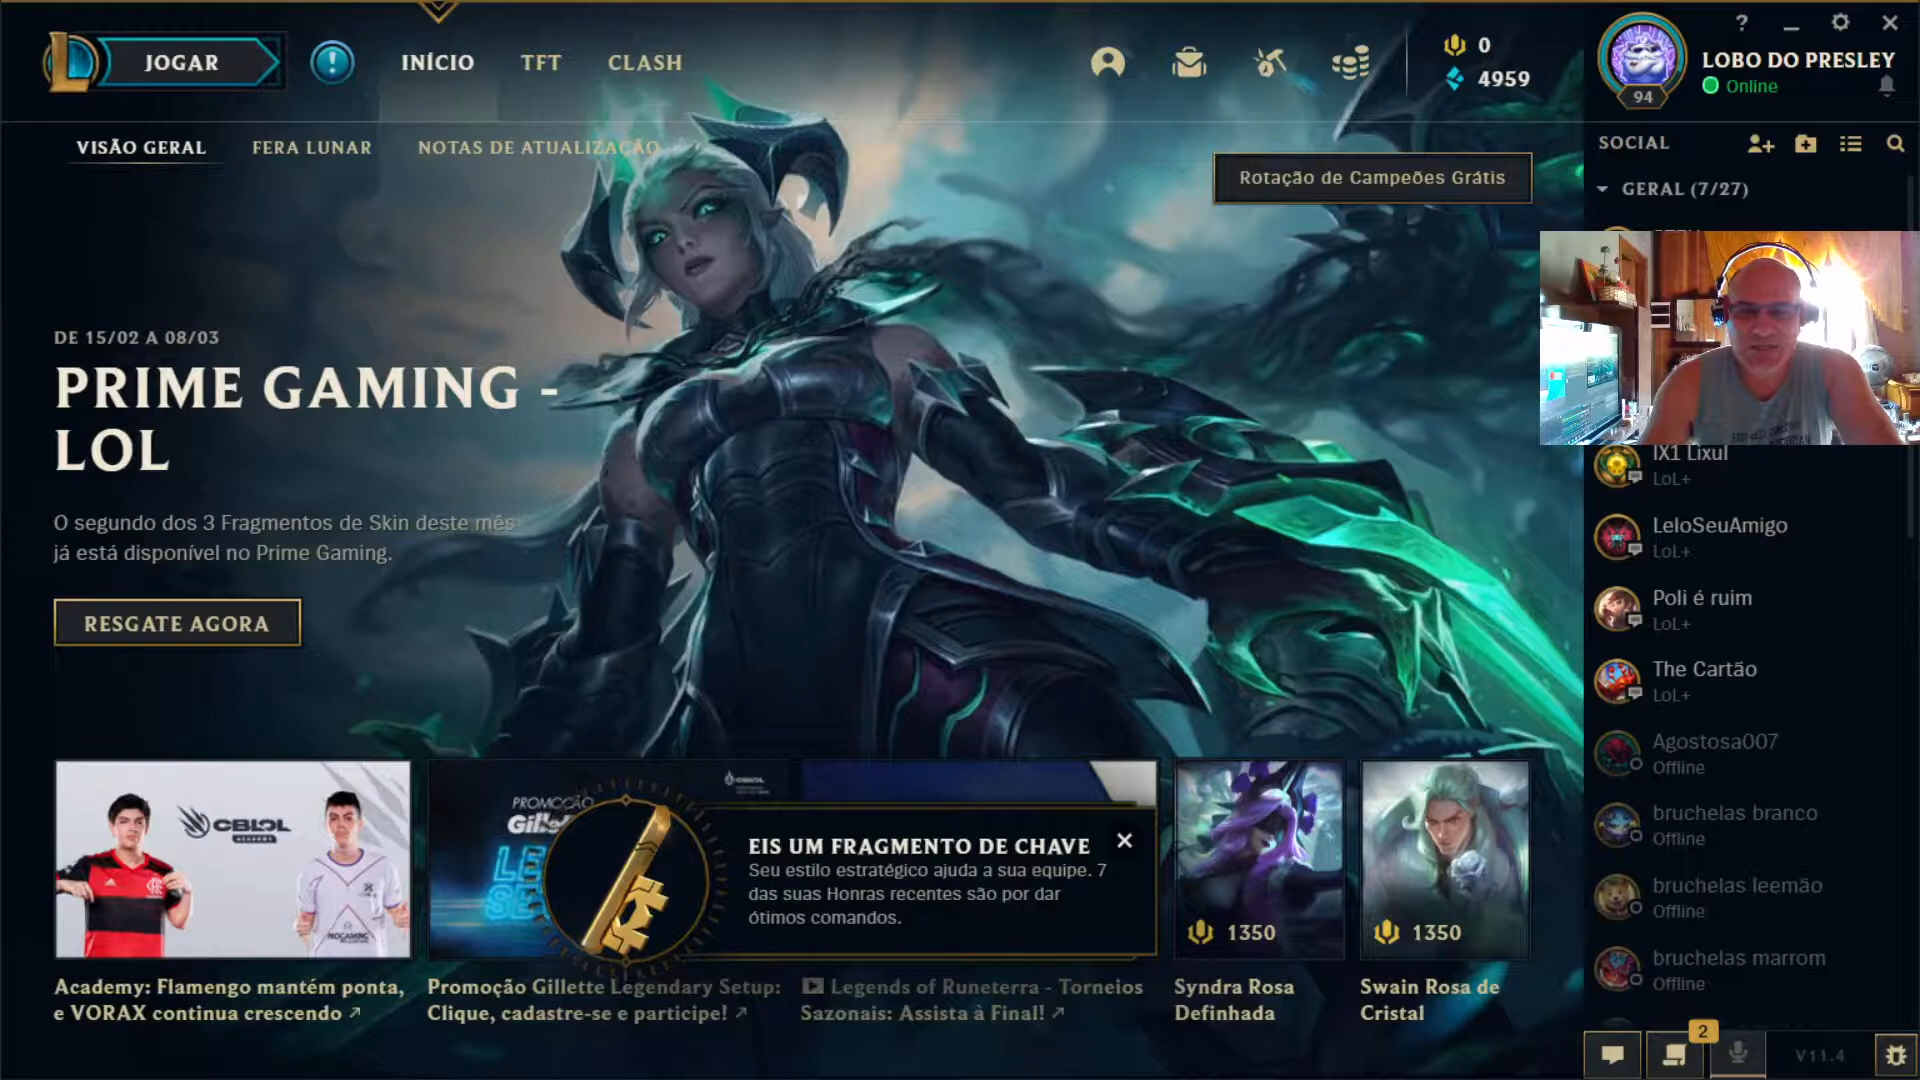 JOGAR
INÍCIO
TFT
CLASH
0
4959
94
LOBO DO PRESLEY
Online
VISÃO GERAL
FERA LUNAR
NOTAS DE ATUALIZAÇÃO
Rotação de Campeões Grátis
SOCIAL
GERAL (7/27)
DE 15/02 A 08/03
PRIME GAMING -
LOL
O segundo dos 3 Fragmentos de Skin deste mês
já está disponível no Prime Gaming.
RESGATE AGORA
IX1 Lixul
LoL+
LeloSeuAmigo
LoL+
Poli é ruim
LoL+
The Cartão
LoL+
Agostosa007
Offline
bruchelas branco
Offline
bruchelas leemão
Offline
bruchelas marrom
Offline
CBLOL
ACADEMY
PROMOÇÃO
EIS UM FRAGMENTO DE CHAVE
Seu estilo estratégico ajuda a sua equipe. 7
das suas Honras recentes são por dar
ótimos comandos.
1350
1350
Academy: Flamengo mantém ponta,
e VORAX continua crescendo
Promoção Gillette Legendary Setup:
Clique, cadastre-se e participe!
Legends of Runeterra - Torneios
Sazonais: Assista à Final!
Syndra Rosa
Definhada
Swain Rosa de
Cristal
2
V11.4